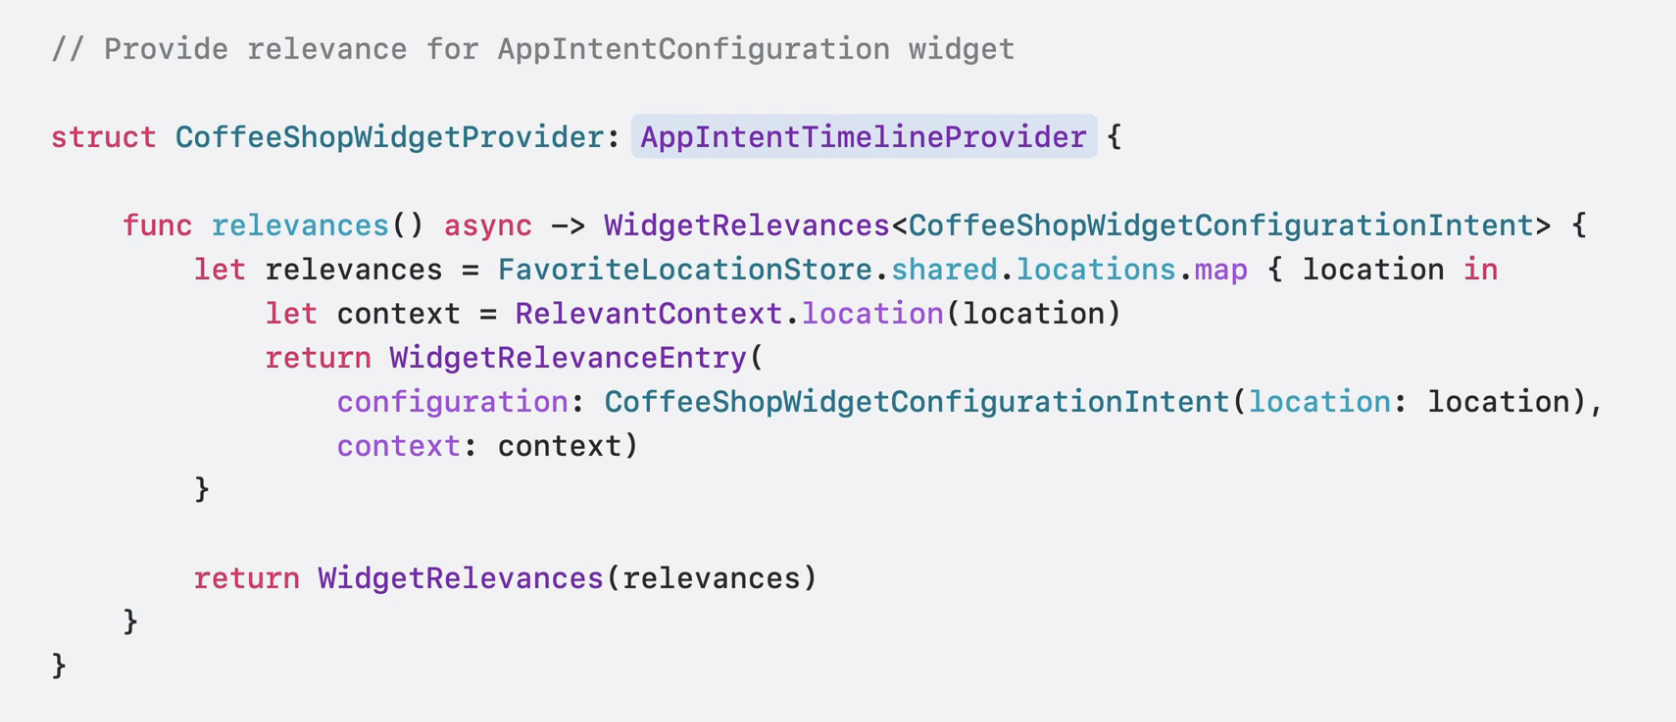 // Provide relevance for AppIntentConfiguration widget
struct CoffeeShopWidgetProvider: AppIntentTimelineProvider {
    func relevances() async -> WidgetRelevances<CoffeeShopWidgetConfigurationIntent> {
        let relevances = FavoriteLocationStore.shared.locations.map { location in
            let context = RelevantContext.location(location)
            return WidgetRelevanceEntry(
                configuration: CoffeeShopWidgetConfigurationIntent(location: location),
                context: context)
        }
        return WidgetRelevances(relevances)
    }
}